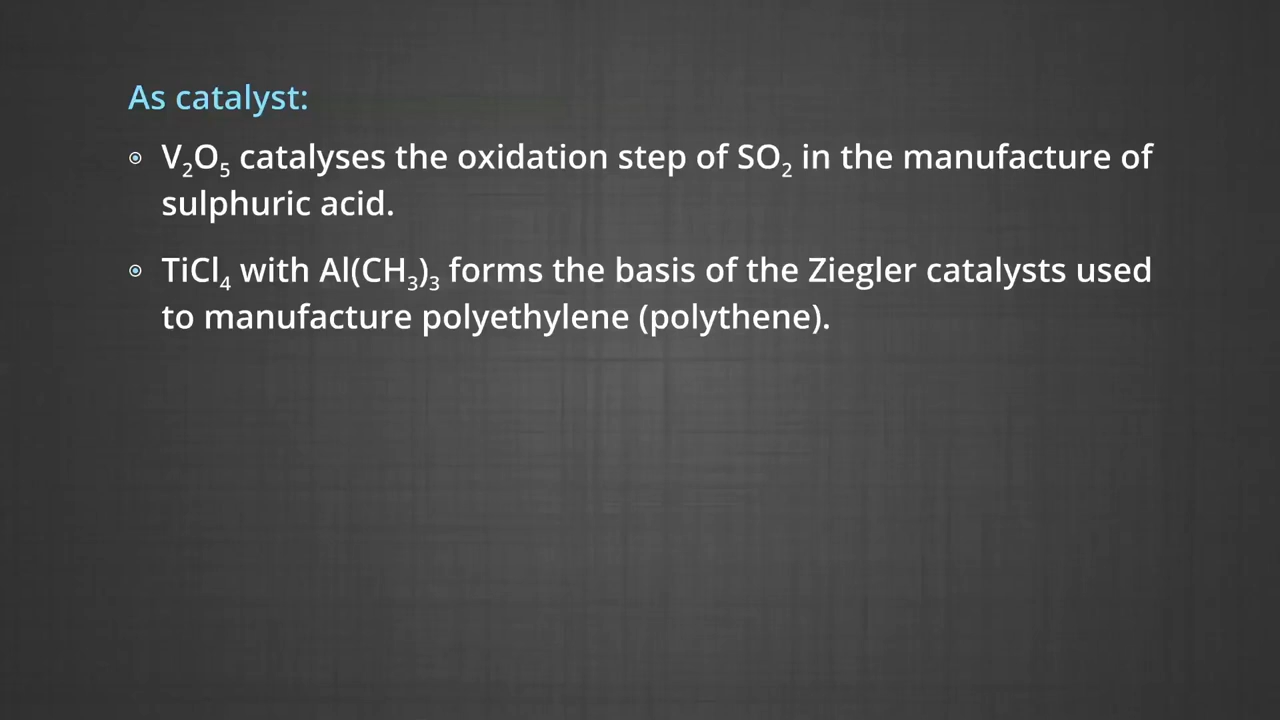 As catalyst:
V₂O₅ catalyses the oxidation step of SO₂ in the manufacture of
sulphuric acid.
TiCl₄ with Al(CH₃)₃ forms the basis of the Ziegler catalysts used
to manufacture polyethylene (polythene).